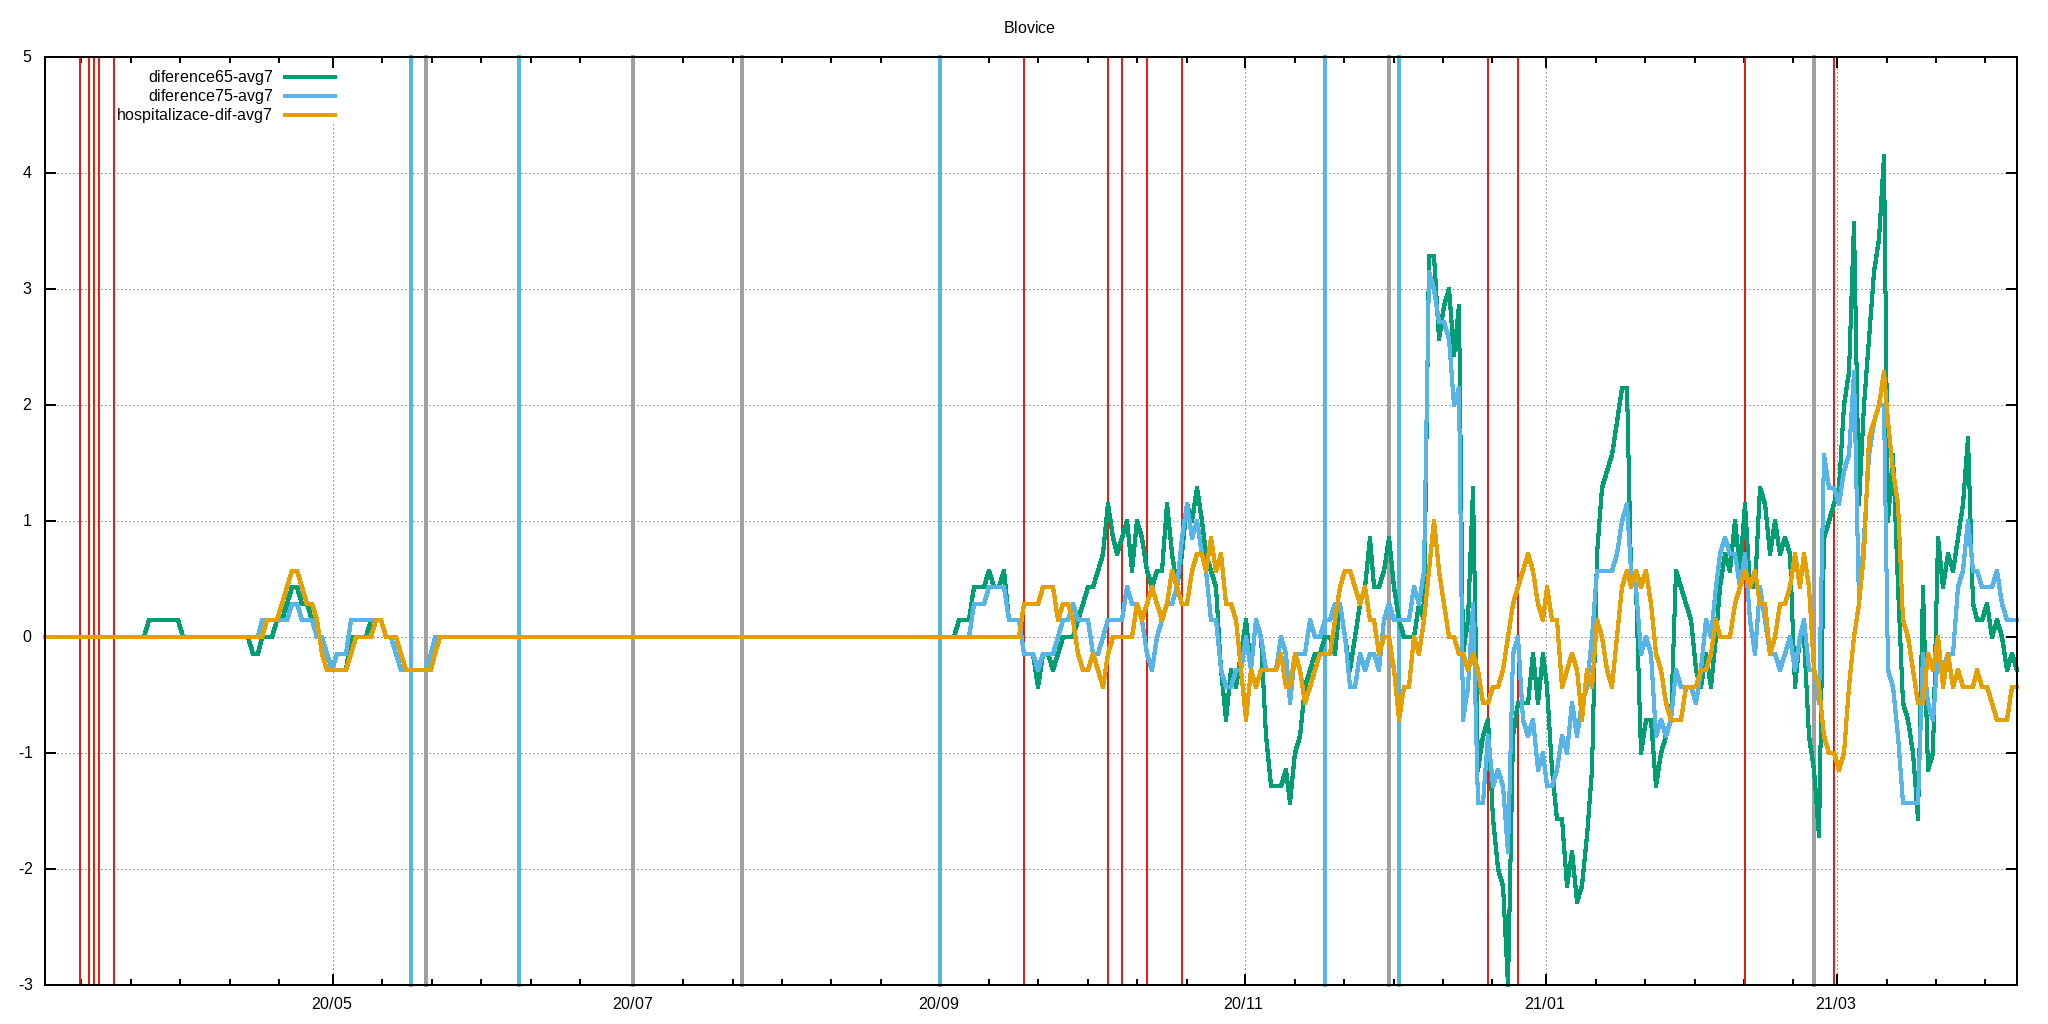 Blovice
5
diference65-avg7
diference75-avg7
hospitalizace-dif-avg7
4
3
2
1
0
-1
-2
-3
20/05 20/07 20/09 20/11 21/01 21/03